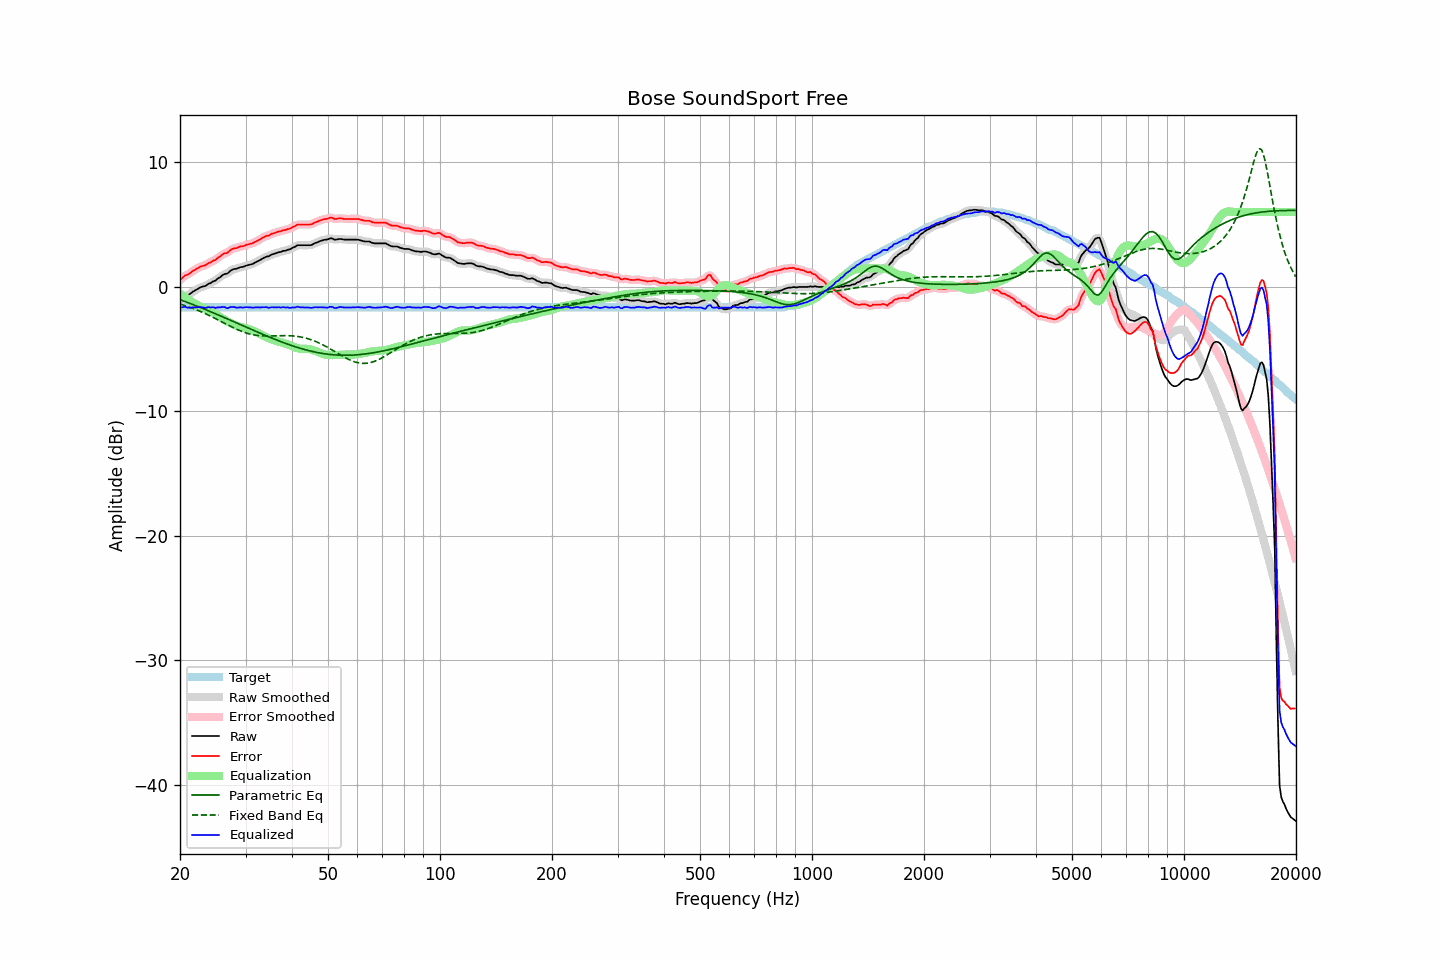 Bose SoundSport Free
10
0
−10
−20
−30
−40
Amplitude (dBr)
Target
Raw Smoothed
Error Smoothed
Raw
Error
Equalization
Parametric Eq
Fixed Band Eq
Equalized
20 50 100 200 500 1000 2000 5000 10000 20000
Frequency (Hz)